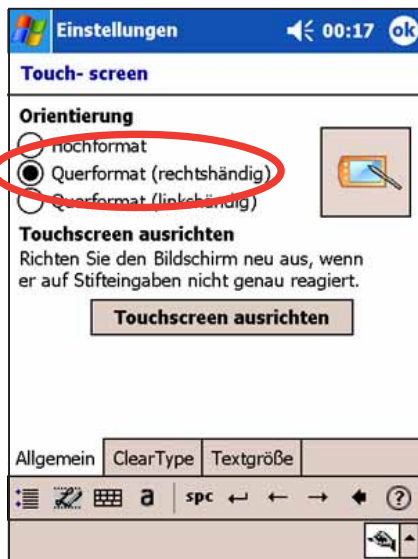 Einstellungen 00:17 ok
Touch- screen
Orientierung
Hochformat
Querformat (rechtshändig)
Querformat (linkshändig)
Touchscreen ausrichten
Richten Sie den Bildschirm neu aus, wenn
er auf Stifteingaben nicht genau reagiert.
Touchscreen ausrichten
Allgemein ClearType Textgröße
a spc ?